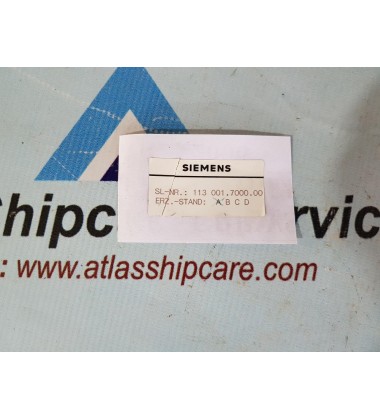 SIEMENS
SL-NR.: 113 001.7000.00
ERZ.-STAND: A B C D
Shipc
rvic
: www.atlasshipcare.com